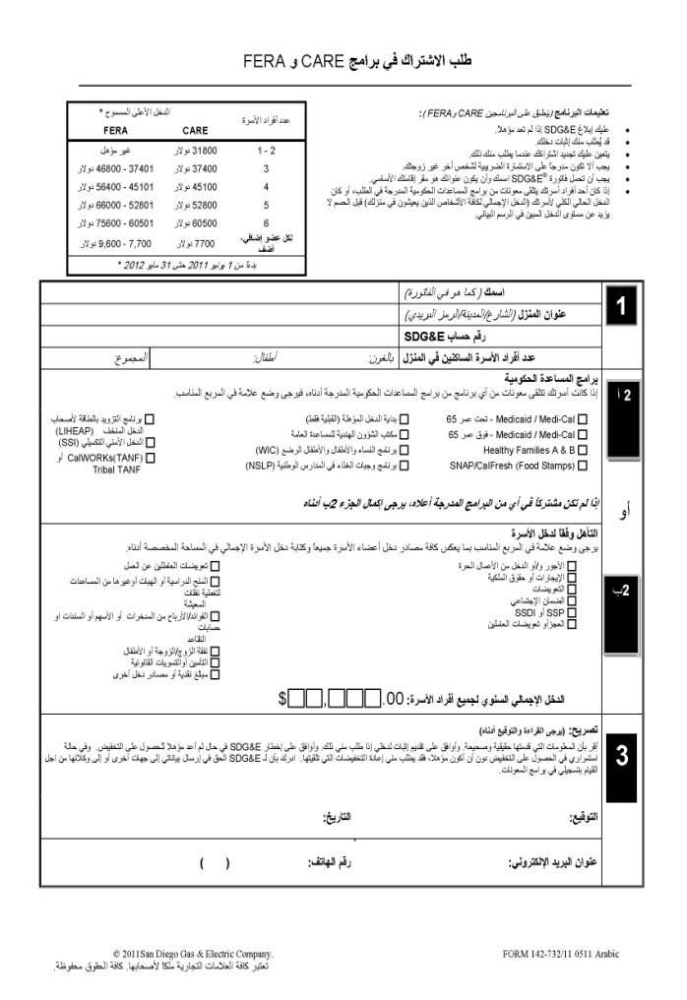 طلب الاشتراك في برامج CARE و FERA
تعليمات البرنامج (ينطبق على البرنامجين CARE وFERA):
عليك إبلاغ SDG&E إذا لم تعد مؤهلاً.
قد يُطلب منك إثبات دخلك.
يتعين عليك تجديد اشتراكك عندما يطلب منك ذلك.
يجب ألا تكون مدرجاً على الاستمارة الضريبية لشخص آخر غير زوجتك.
يجب أن تحمل فاتورة SDG&E® اسمك وأن يكون عنوانك هو مقر إقامتك الأساسي.
إذا كان أحد أفراد أسرتك يتلقى معونات من برامج المساعدات الحكومية المدرجة في الطلب، أو كان
الدخل الحالي الكلي لأسرتك (الدخل الإجمالي لكافة الأشخاص الذين يعيشون في منزلك) قبل الحسم لا
يزيد عن مستوى الدخل المبين في الرسم البياني.
عدد أفراد الأسرة الدخل الأعلى المسموح *
CARE FERA
1 - 2 31800 دولار غير مؤهل
3 37400 دولار 37401 - 46800 دولار
4 45100 دولار 45101 - 56400 دولار
5 52800 دولار 52801 - 66000 دولار
6 60500 دولار 60501 - 75600 دولار
لكل عضو إضافي، أضف 7700 دولار 7,700 - 9,600 دولار
بدءاً من 1 يونيو 2011 حتى 31 مايو 2012 *
1
اسمك (كما هو في الفاتورة)
عنوان المنزل (الشارع/المدينة/الرمز البريدي)
رقم حساب SDG&E
عدد أفراد الأسرة الساكنين في المنزل بالغون: أطفال: المجموع:
2 أ
برامج المساعدة الحكومية
إذا كانت أسرتك تتلقى معونات من أي برنامج من برامج المساعدات الحكومية المدرجة أدناه، فيرجى وضع علامة في المربع المناسب.
Medicaid / Medi-Cal - تحت عمر 65
Medicaid / Medi-Cal - فوق عمر 65
Healthy Families A & B
SNAP/CalFresh (Food Stamps)
بداية الدخل المؤهلة (القبلية فقط)
مكتب الشؤون الهندية للمساعدة العامة
برنامج النساء والأطفال والأطفال الرضع (WIC)
برنامج وجبات الغذاء في المدارس الوطنية (NSLP)
برنامج التزويد بالطاقة لأصحاب
الدخل المنخفض (LIHEAP)
الدخل الأمني التكميلي (SSI)
CalWORKs(TANF) أو
Tribal TANF
إذا لم تكن مشتركاً في أي من البرامج المدرجة أعلاه، يرجى إكمال الجزء 2ب أدناه
أو
2ب
التأهل وفقاً لدخل الأسرة
يرجى وضع علامة في المربع المناسب بما يعكس كافة مصادر دخل أعضاء الأسرة جميعاً وكتابة دخل الأسرة الإجمالي في المساحة المخصصة أدناه.
الأجور و/أو الدخل من الأعمال الحرة
الإيجارات أو حقوق الملكية
التعويضات
الضمان الإجتماعي
SSP أو SSDI
العجزأو تعويضات العاملين
تعويضات العاطلين عن العمل
المنح الدراسية أو الهبات أوغيرها من المساعدات
لتغطية نفقات
المعيشة
الفوائد/الأرباح من المدخرات أو الأسهم أو السندات او
حسابات
التقاعد
نفقة الزوج/الزوجة أو الأطفال
التأمين أوالتسويات القانونية
مبالغ نقدية أو مصادر دخل أخرى
الدخل الإجمالي السنوي لجميع أفراد الأسرة: $ , .00
3
تصريح: (يرجى القراءة والتوقيع أدناه)
أقر بأن المعلومات التي قدمتها حقيقية وصحيحة. وأوافق على تقديم إثبات لدخلي إذا طلب مني ذلك. وأوافق على إخطار SDG&E في حال لم أعد مؤهلا للحصول على التخفيض. وفي حالة
استمراري في الحصول على التخفيض دون أن أكون مؤهلا، فقد يطلب مني إعادة التخفيضات التي تلقيتها. ادرك بأن لـ SDG&E الحق في إرسال بياناتي إلى جهات أخرى أو إلى وكلائها من اجل
القيام بتسجيلي في برامج المعونات.
التوقيع: التاريخ:
عنوان البريد الإلكتروني: رقم الهاتف: ( )
FORM 142-732/11 0511 Arabic
© 2011San Diego Gas & Electric Company.
تعتبر كافة العلامات التجارية ملكاً لأصحابها. كافة الحقوق محفوظة.